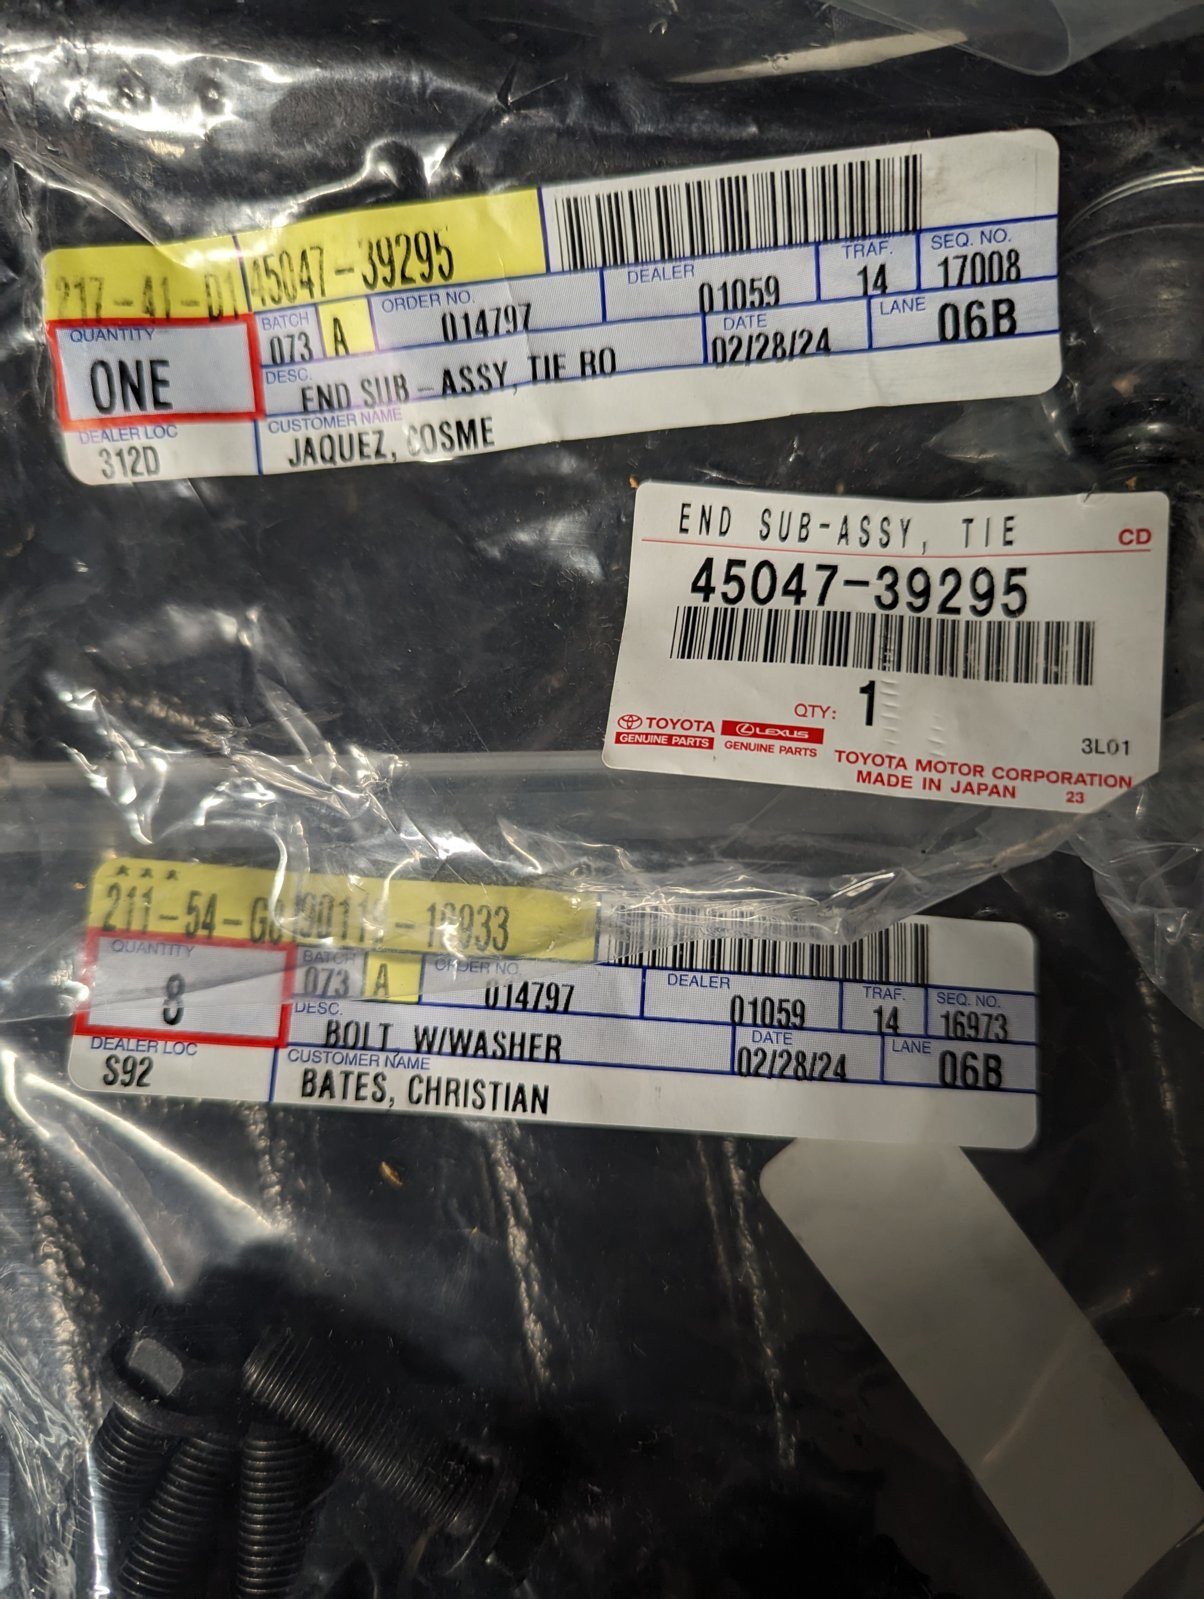 217-41-D1 45047-39295
QUANTITY
ONE
BATCH
073 A
ORDER NO.
014797
DEALER
01059
TRAF.
14
SEQ. NO.
17008
DESC.
END SUB-ASSY, TIE RO
DATE
02/28/24
LANE
06B
DEALER LOC
312D
CUSTOMER NAME
JAQUEZ, COSME
END SUB-ASSY, TIE
CD
45047-39295
QTY: 1
TOYOTA
GENUINE PARTS
LEXUS
GENUINE PARTS
3L01
TOYOTA MOTOR CORPORATION
MADE IN JAPAN 23
***
211-54-
QUANTITY
8
BATCH
073 A
ORDER NO.
014797
DEALER
01059
TRAF.
14
SEQ. NO.
16973
DESC.
BOLT, W/WASHER
DATE
02/28/24
LANE
06B
DEALER LOC
S92
CUSTOMER NAME
BATES, CHRISTIAN